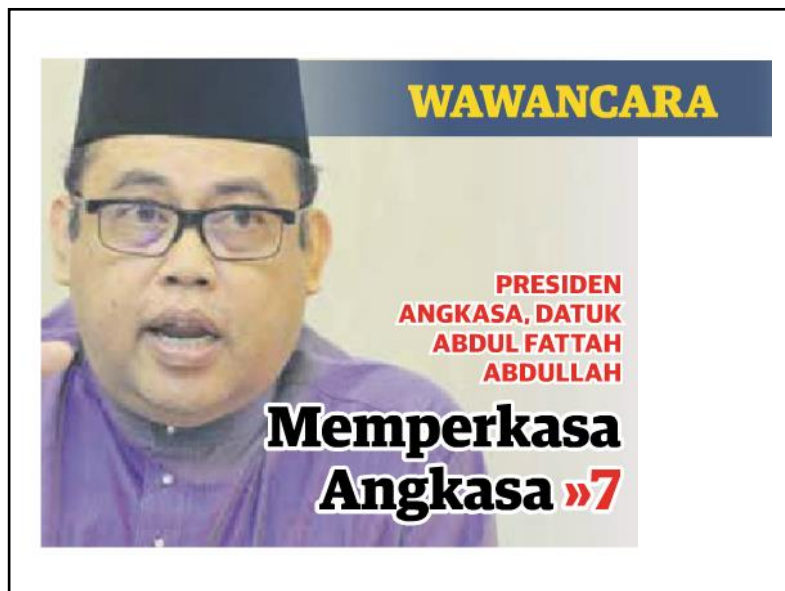 WAWANCARA
PRESIDEN
ANGKASA, DATUK
ABDUL FATTAH
ABDULLAH
Memperkasa
Angkasa »7